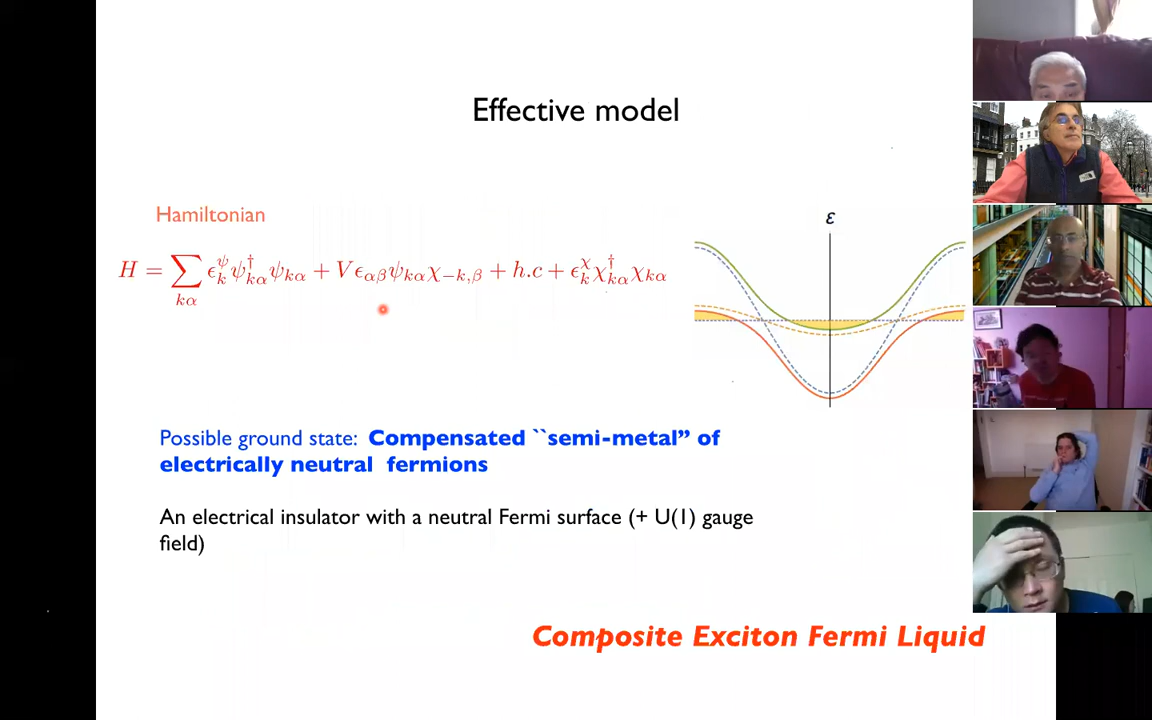 Effective model
ε
Hamiltonian
H = \sum_{k\alpha} \epsilon_k^\psi \psi_{k\alpha}^\dagger \psi_{k\alpha} + V \epsilon_{\alpha\beta} \psi_{k\alpha} \chi_{-k,\beta} + h.c + \epsilon_k^\chi \chi_{k\alpha}^\dagger \chi_{k\alpha}
Possible ground state: Compensated ``semi-metal” of
electrically neutral fermions
An electrical insulator with a neutral Fermi surface (+ U(1) gauge
field)
Composite Exciton Fermi Liquid